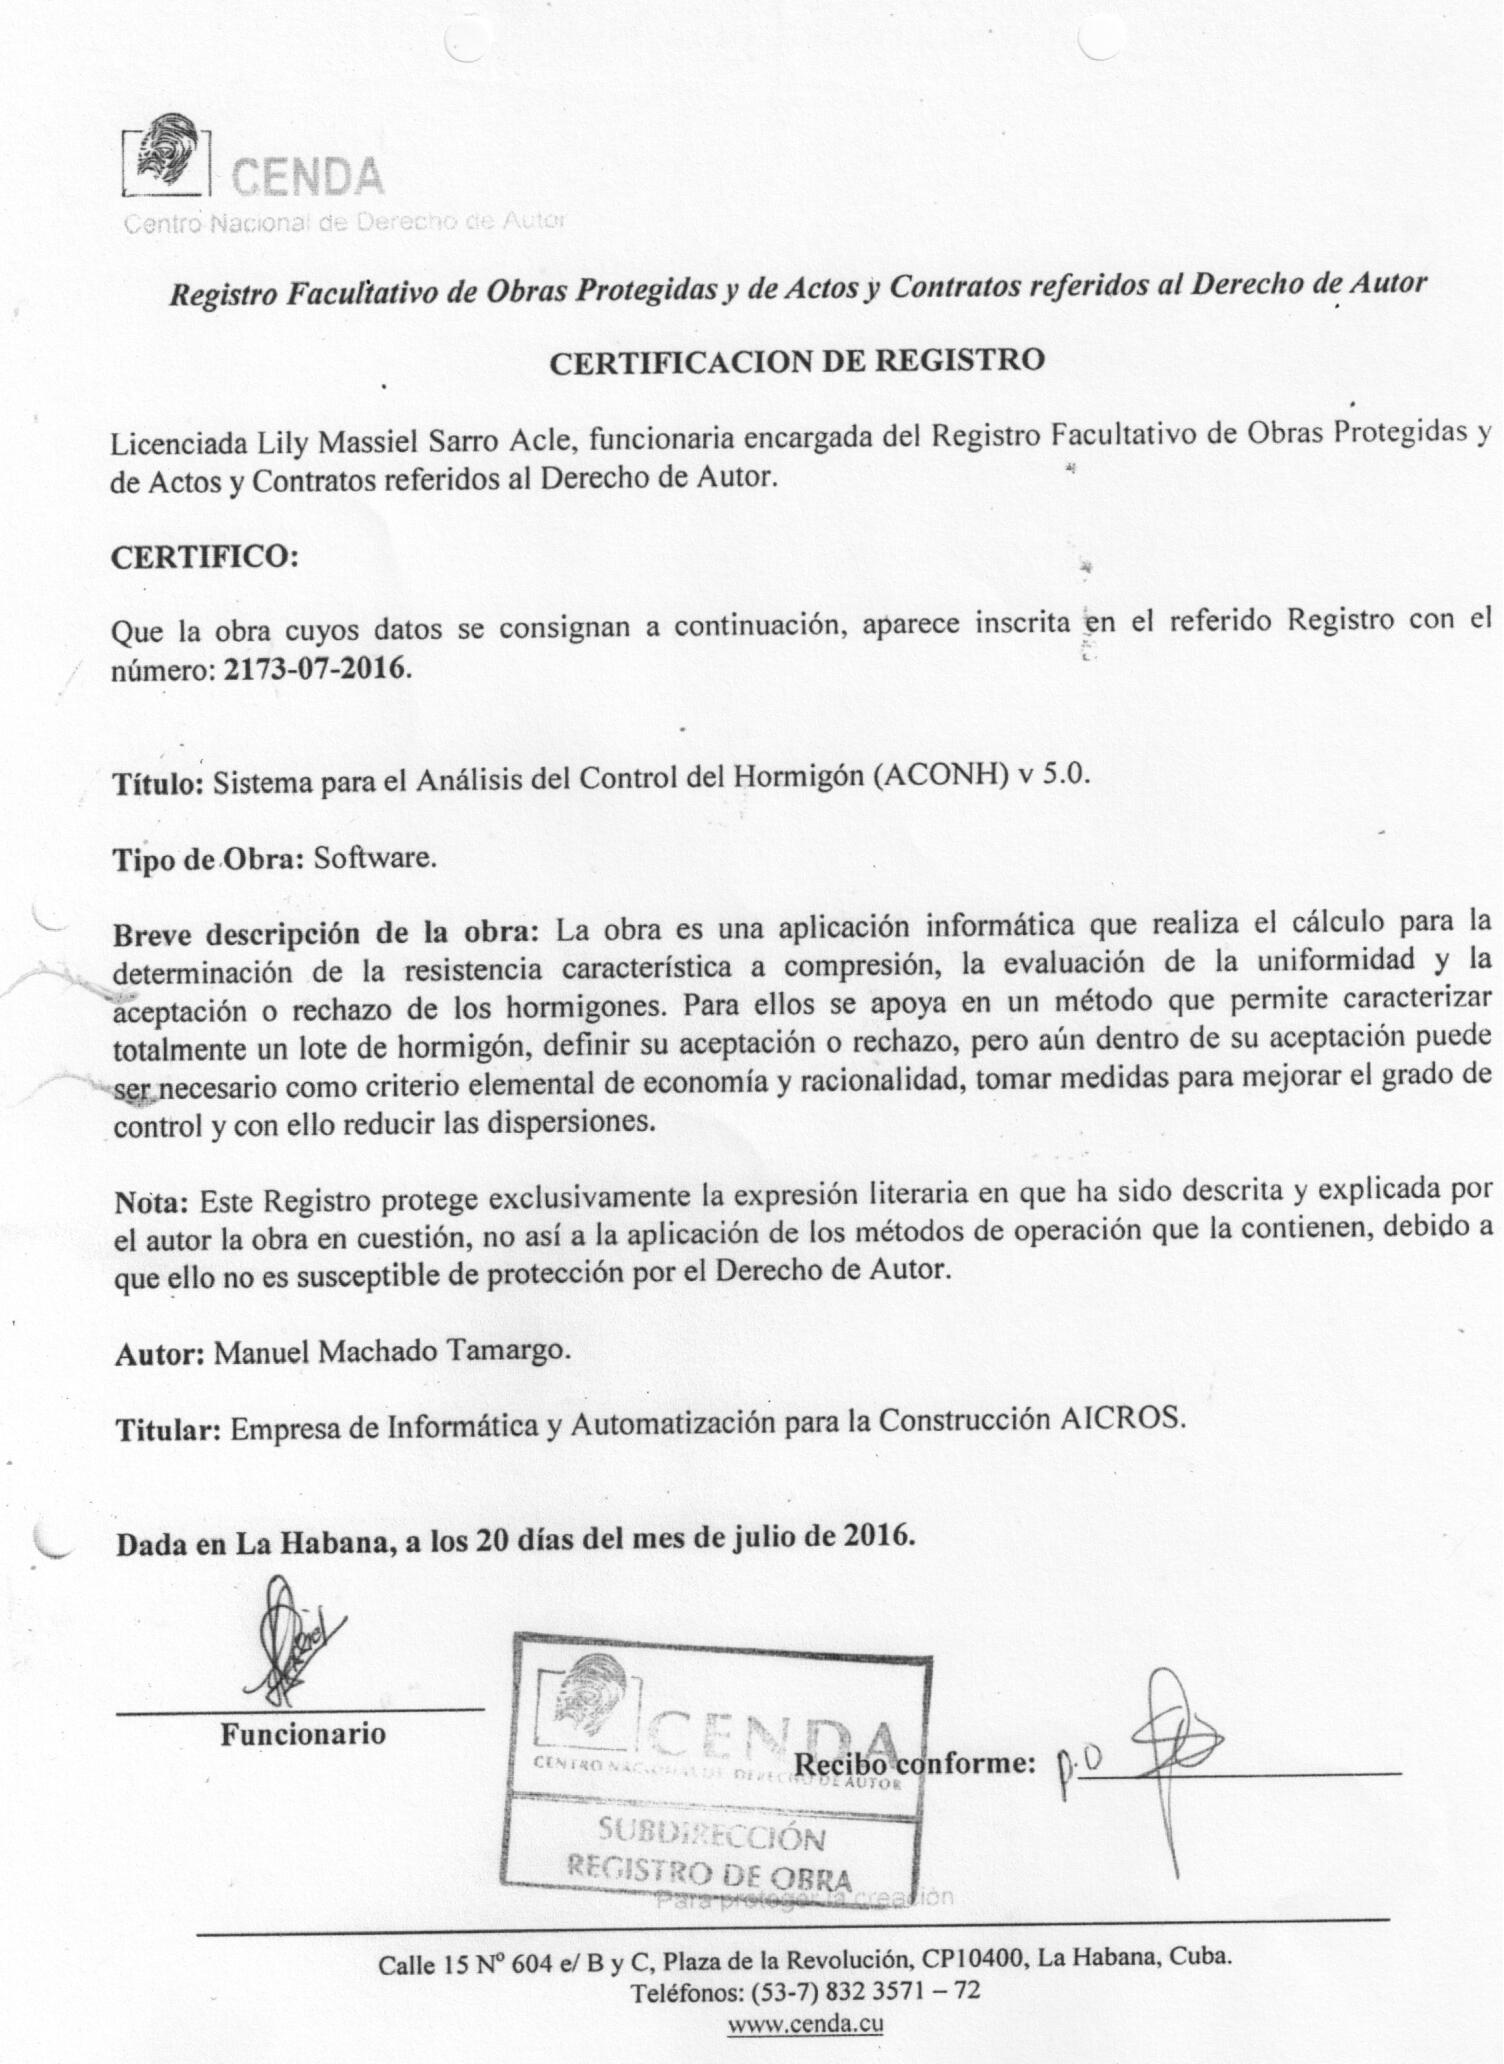 CENDA
Centro Nacional de Derecho de Autor
Registro Facultativo de Obras Protegidas y de Actos y Contratos referidos al Derecho de Autor
CERTIFICACION DE REGISTRO
Licenciada Lily Massiel Sarro Acle, funcionaria encargada del Registro Facultativo de Obras Protegidas y
de Actos y Contratos referidos al Derecho de Autor.
CERTIFICO:
Que la obra cuyos datos se consignan a continuación, aparece inscrita en el referido Registro con el
número: 2173-07-2016.
Título: Sistema para el Análisis del Control del Hormigón (ACONH) v 5.0.
Tipo de Obra: Software.
Breve descripción de la obra: La obra es una aplicación informática que realiza el cálculo para la
determinación de la resistencia característica a compresión, la evaluación de la uniformidad y la
aceptación o rechazo de los hormigones. Para ellos se apoya en un método que permite caracterizar
totalmente un lote de hormigón, definir su aceptación o rechazo, pero aún dentro de su aceptación puede
ser necesario como criterio elemental de economía y racionalidad, tomar medidas para mejorar el grado de
control y con ello reducir las dispersiones.
Nota: Este Registro protege exclusivamente la expresión literaria en que ha sido descrita y explicada por
el autor la obra en cuestión, no así a la aplicación de los métodos de operación que la contienen, debido a
que ello no es susceptible de protección por el Derecho de Autor.
Autor: Manuel Machado Tamargo.
Titular: Empresa de Informática y Automatización para la Construcción AICROS.
Dada en La Habana, a los 20 días del mes de julio de 2016.
Funcionario
CENDA
CENTRO NACIONAL DE DERECHO DE AUTOR
SUBDIRECCIÓN
REGISTRO DE OBRA
Recibo conforme: p.o
Para proteger la creación
Calle 15 Nº 604 e/ B y C, Plaza de la Revolución, CP10400, La Habana, Cuba.
Teléfonos: (53-7) 832 3571 – 72
www.cenda.cu